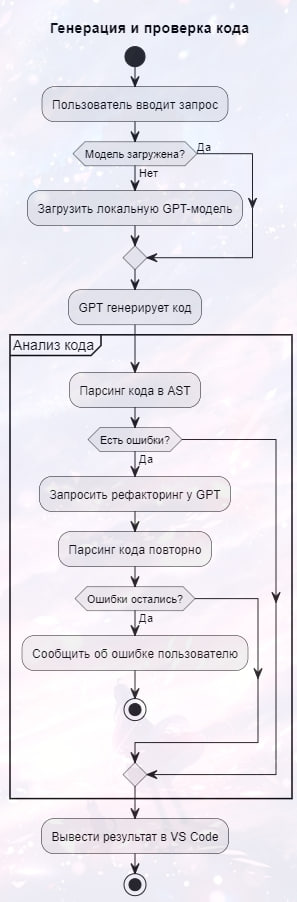 Генерация и проверка кода
Пользователь вводит запрос
Модель загружена?
Да
Нет
Загрузить локальную GPT-модель
GPT генерирует код
Анализ кода
Парсинг кода в AST
Есть ошибки?
Да
Запросить рефакторинг у GPT
Парсинг кода повторно
Ошибки остались?
Да
Сообщить об ошибке пользователю
Вывести результат в VS Code